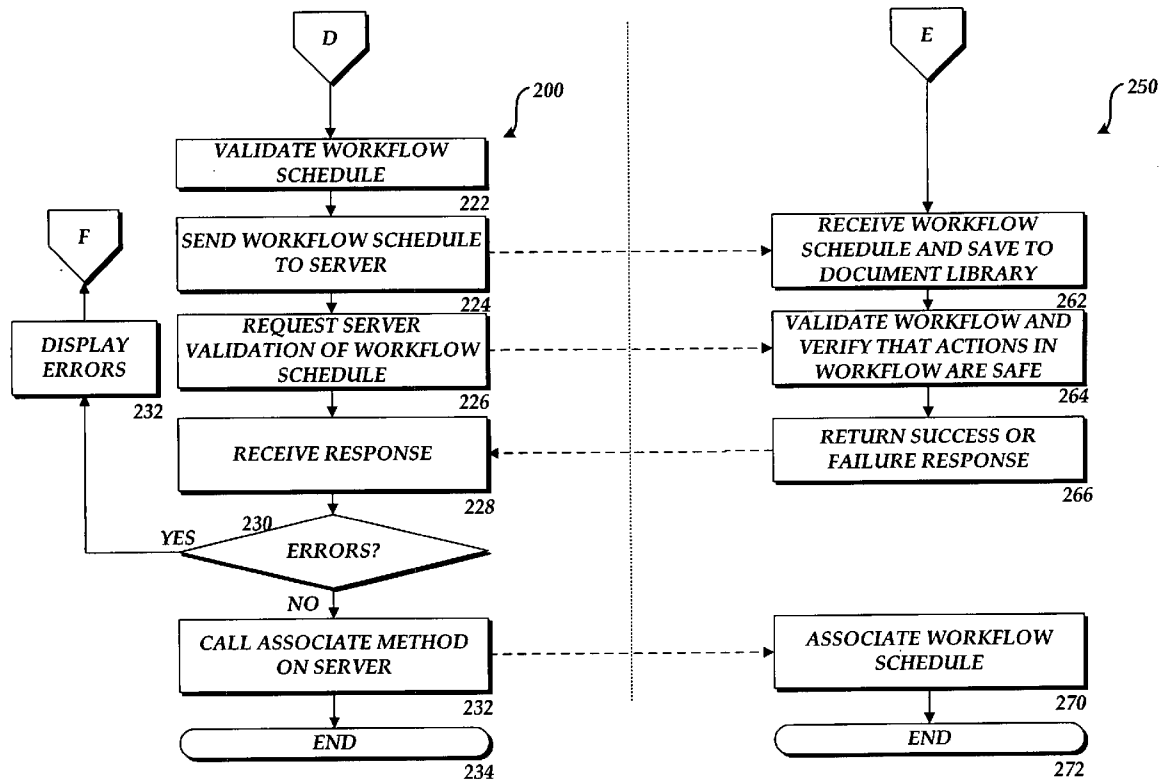 D
200
VALIDATE WORKFLOW
SCHEDULE
222
SEND WORKFLOW SCHEDULE
TO SERVER
224
REQUEST SERVER
VALIDATION OF WORKFLOW
SCHEDULE
226
RECEIVE RESPONSE
228
230
ERRORS?
YES
F
DISPLAY
ERRORS
232
NO
CALL ASSOCIATE METHOD
ON SERVER
232
END
234
E
250
RECEIVE WORKFLOW
SCHEDULE AND SAVE TO
DOCUMENT LIBRARY
262
VALIDATE WORKFLOW AND
VERIFY THAT ACTIONS IN
WORKFLOW ARE SAFE
264
RETURN SUCCESS OR
FAILURE RESPONSE
266
ASSOCIATE WORKFLOW
SCHEDULE
270
END
272